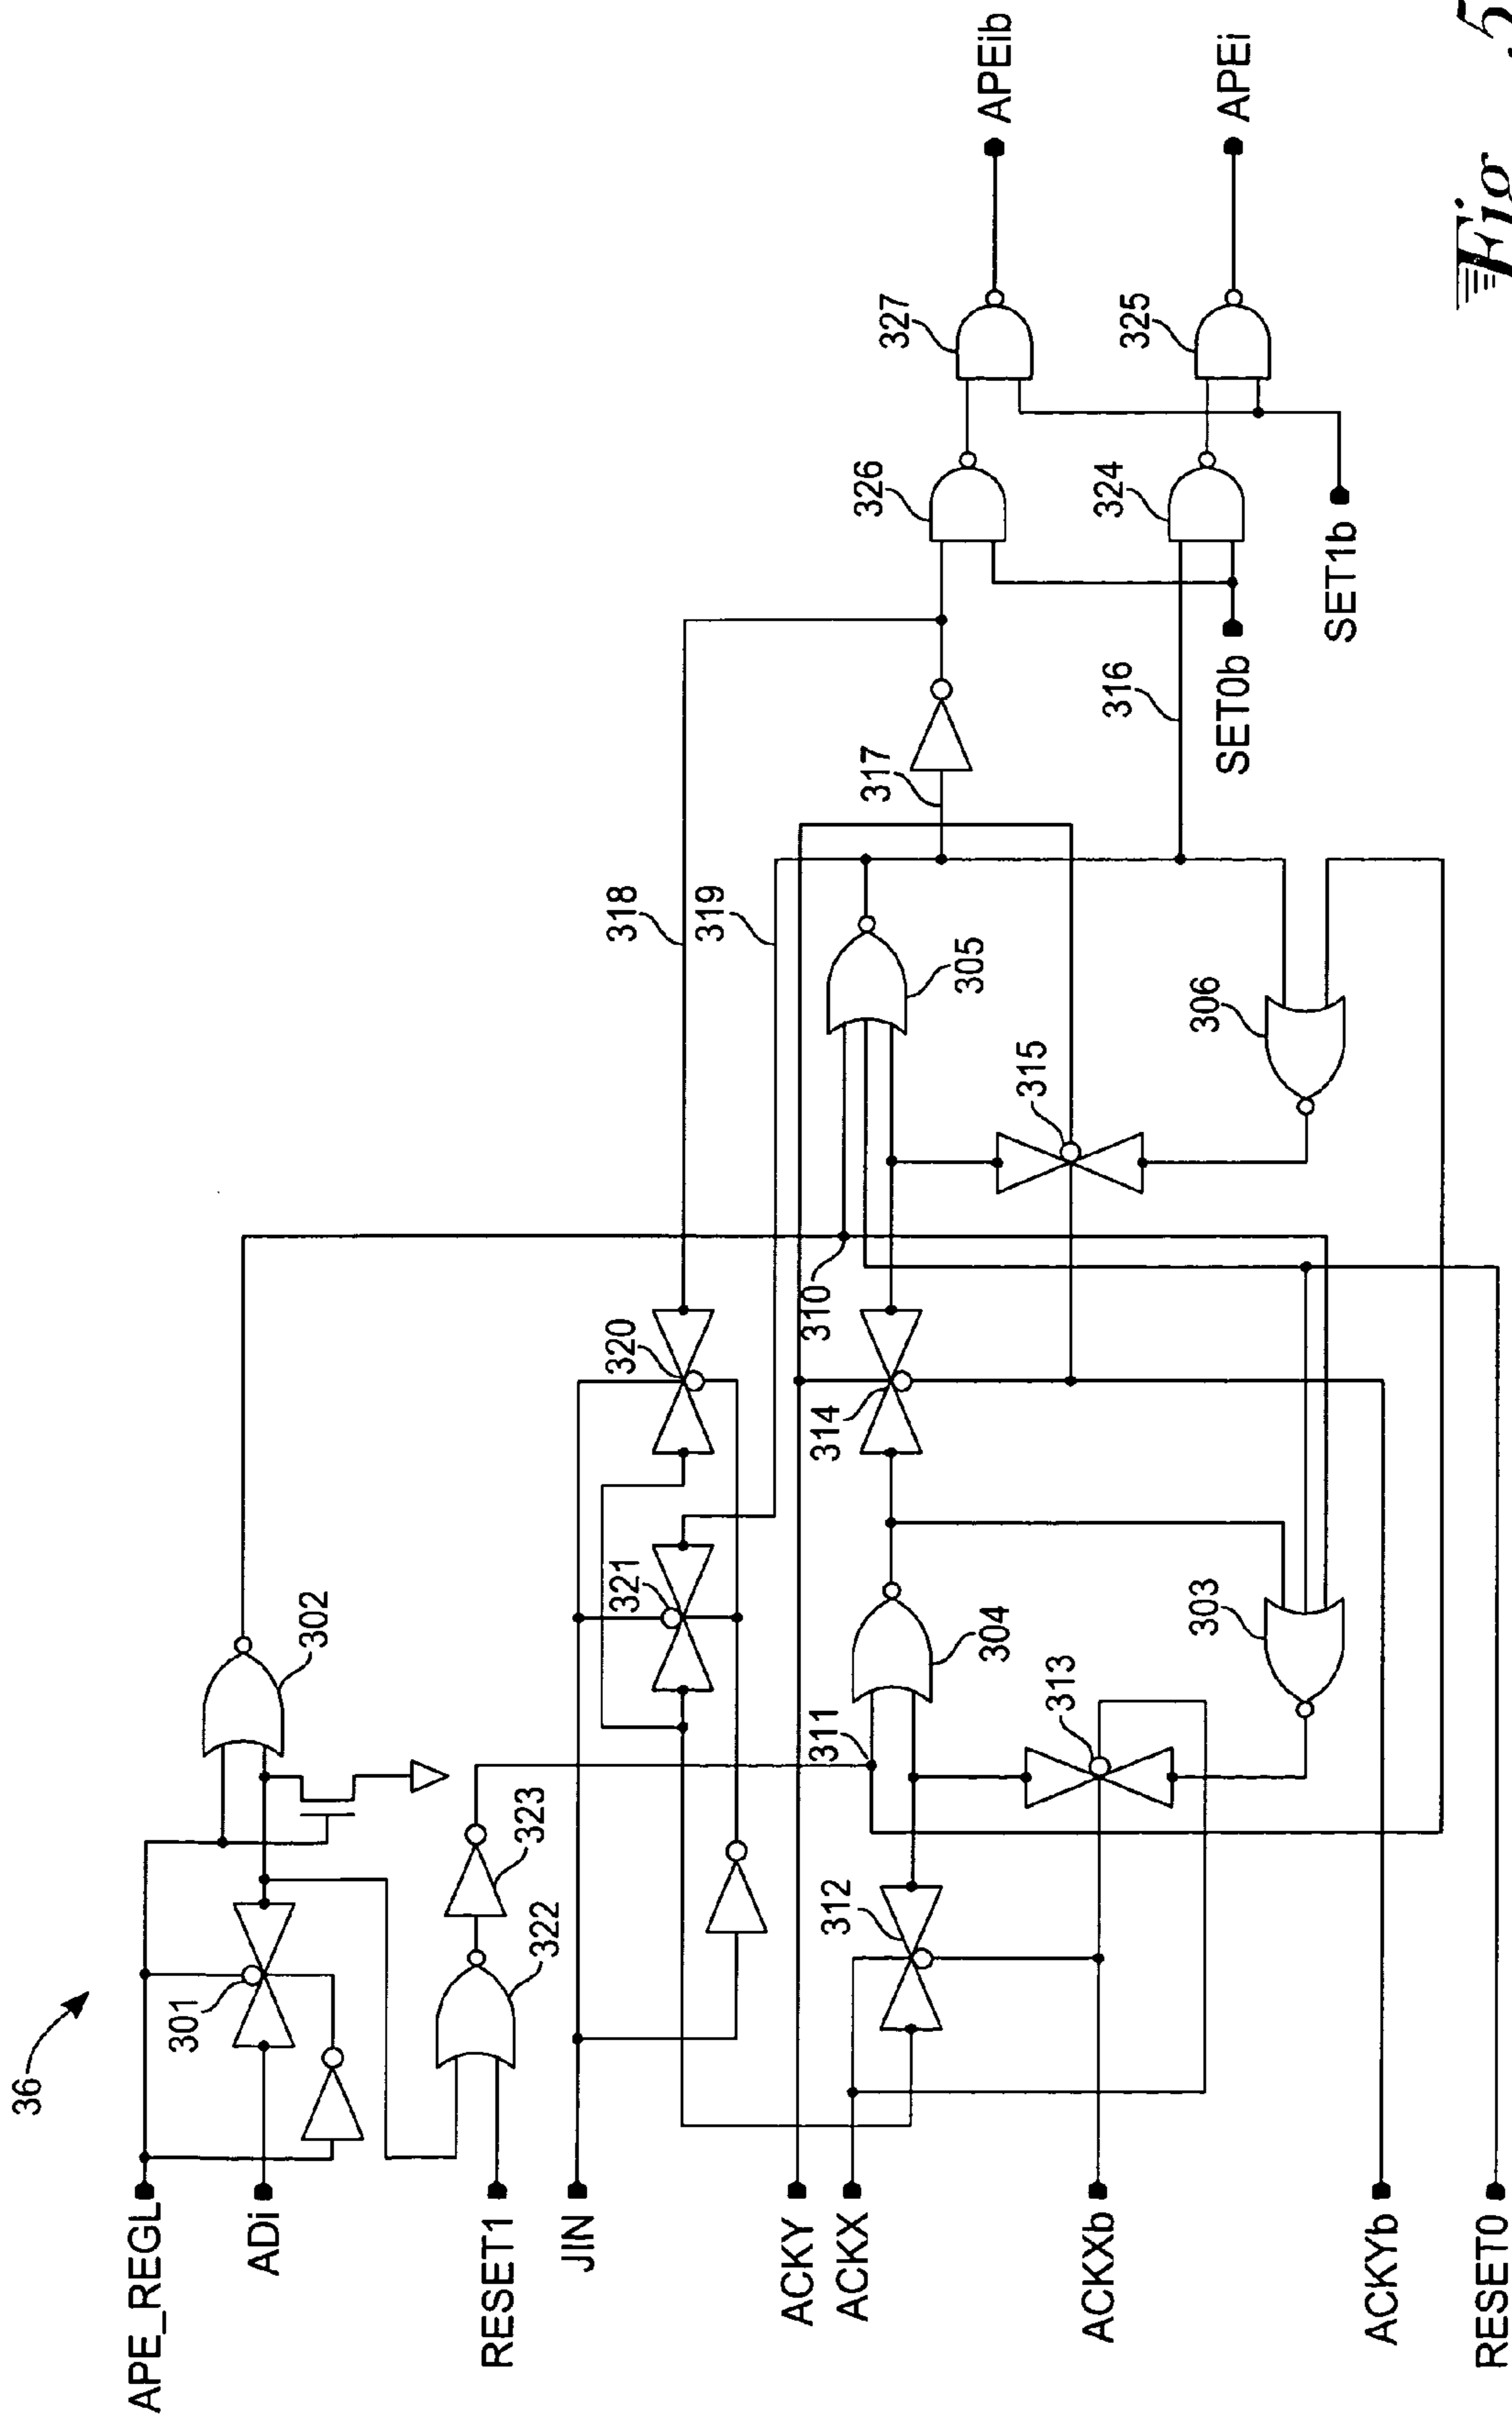 36
APE_REGL
ADi
RESET1
JIN
ACKY
ACKX
ACKXb
ACKYb
RESET0
301
302
322
323
320
321
318
319
310
311
312
313
314
315
303
304
305
306
316
317
324
325
326
327
SET0b
SET1b
APEib
APEi
Fig. 5